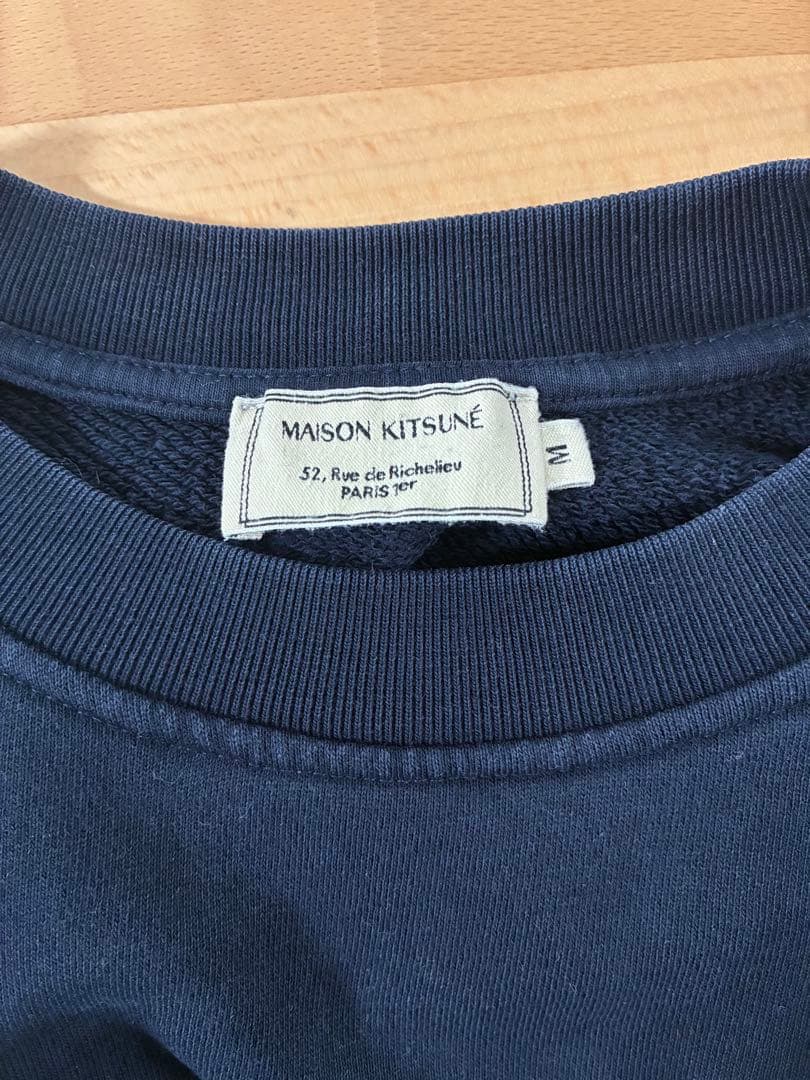 MAISON KITSUNÉ
52, Rue de Richelieu
PARIS 1er
M